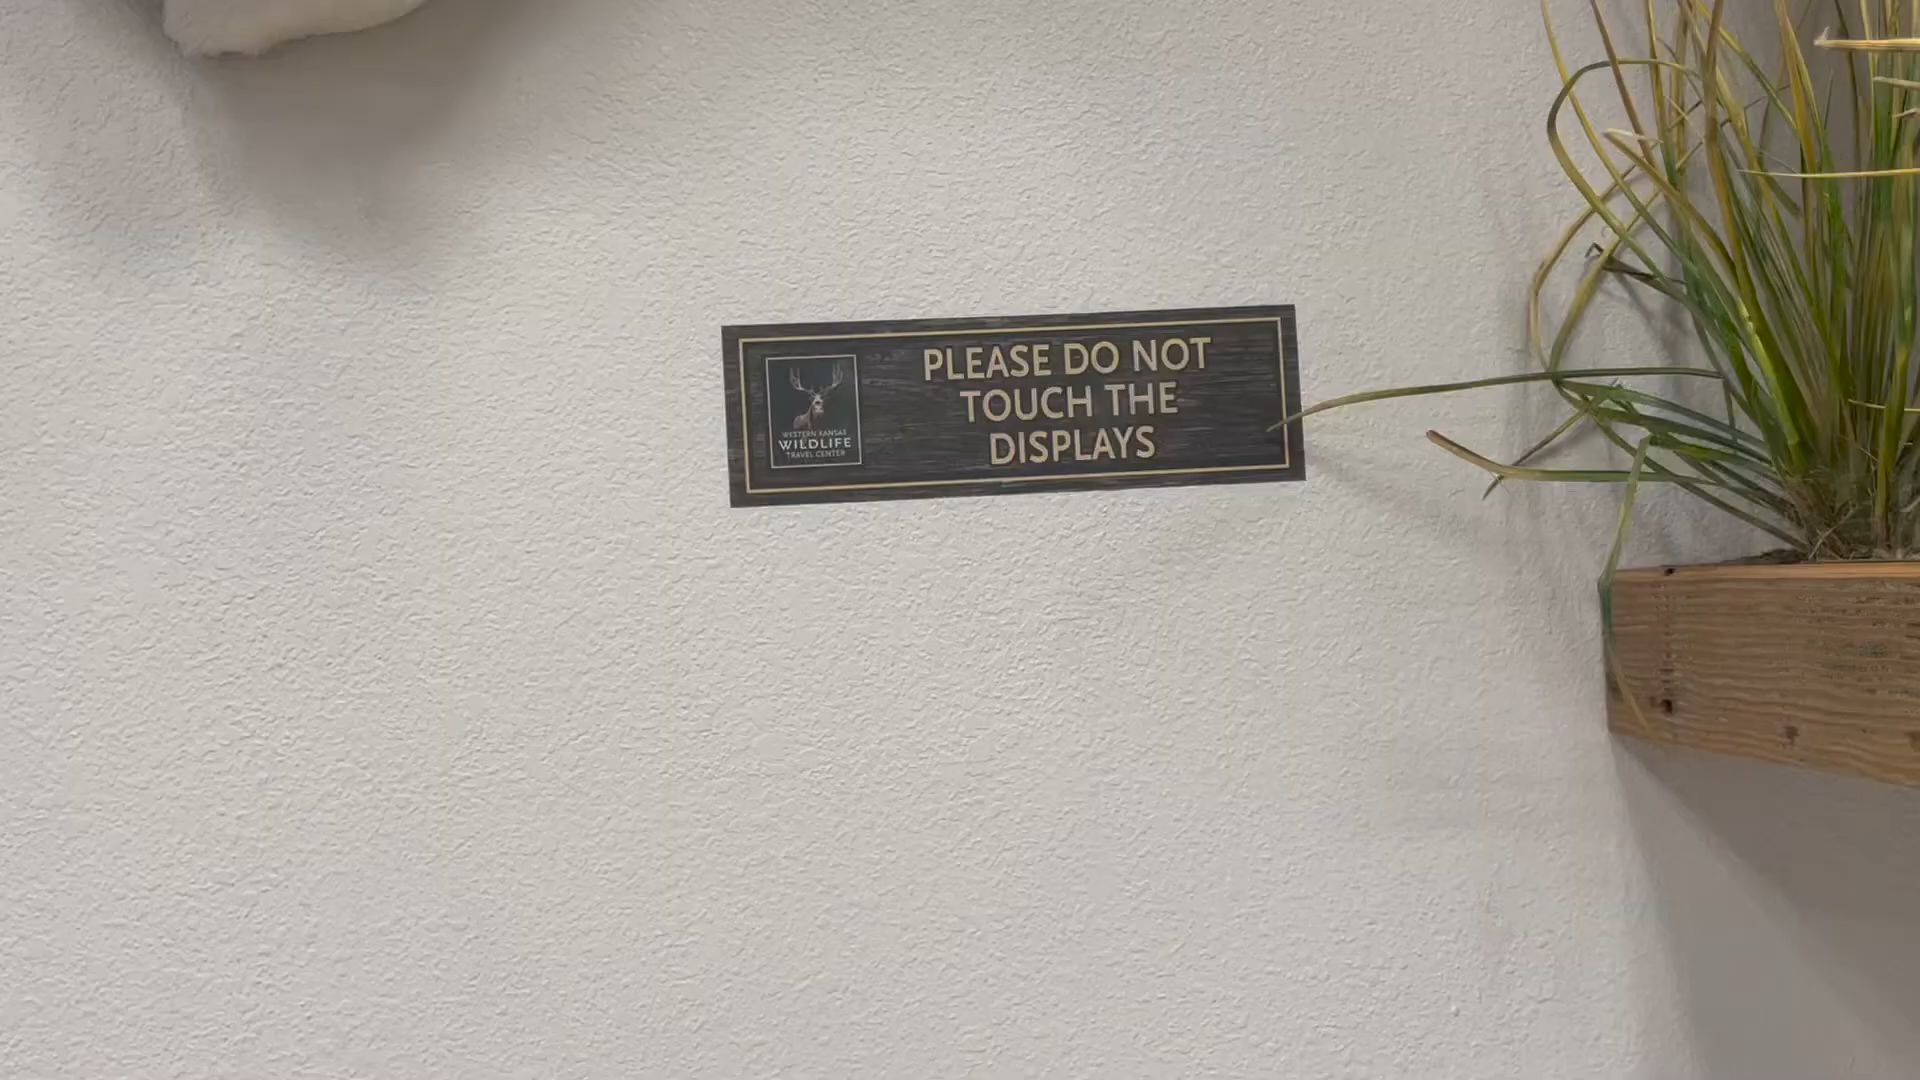 WESTERN KANSAS
WILDLIFE
TRAVEL CENTER
PLEASE DO NOT
TOUCH THE
DISPLAYS